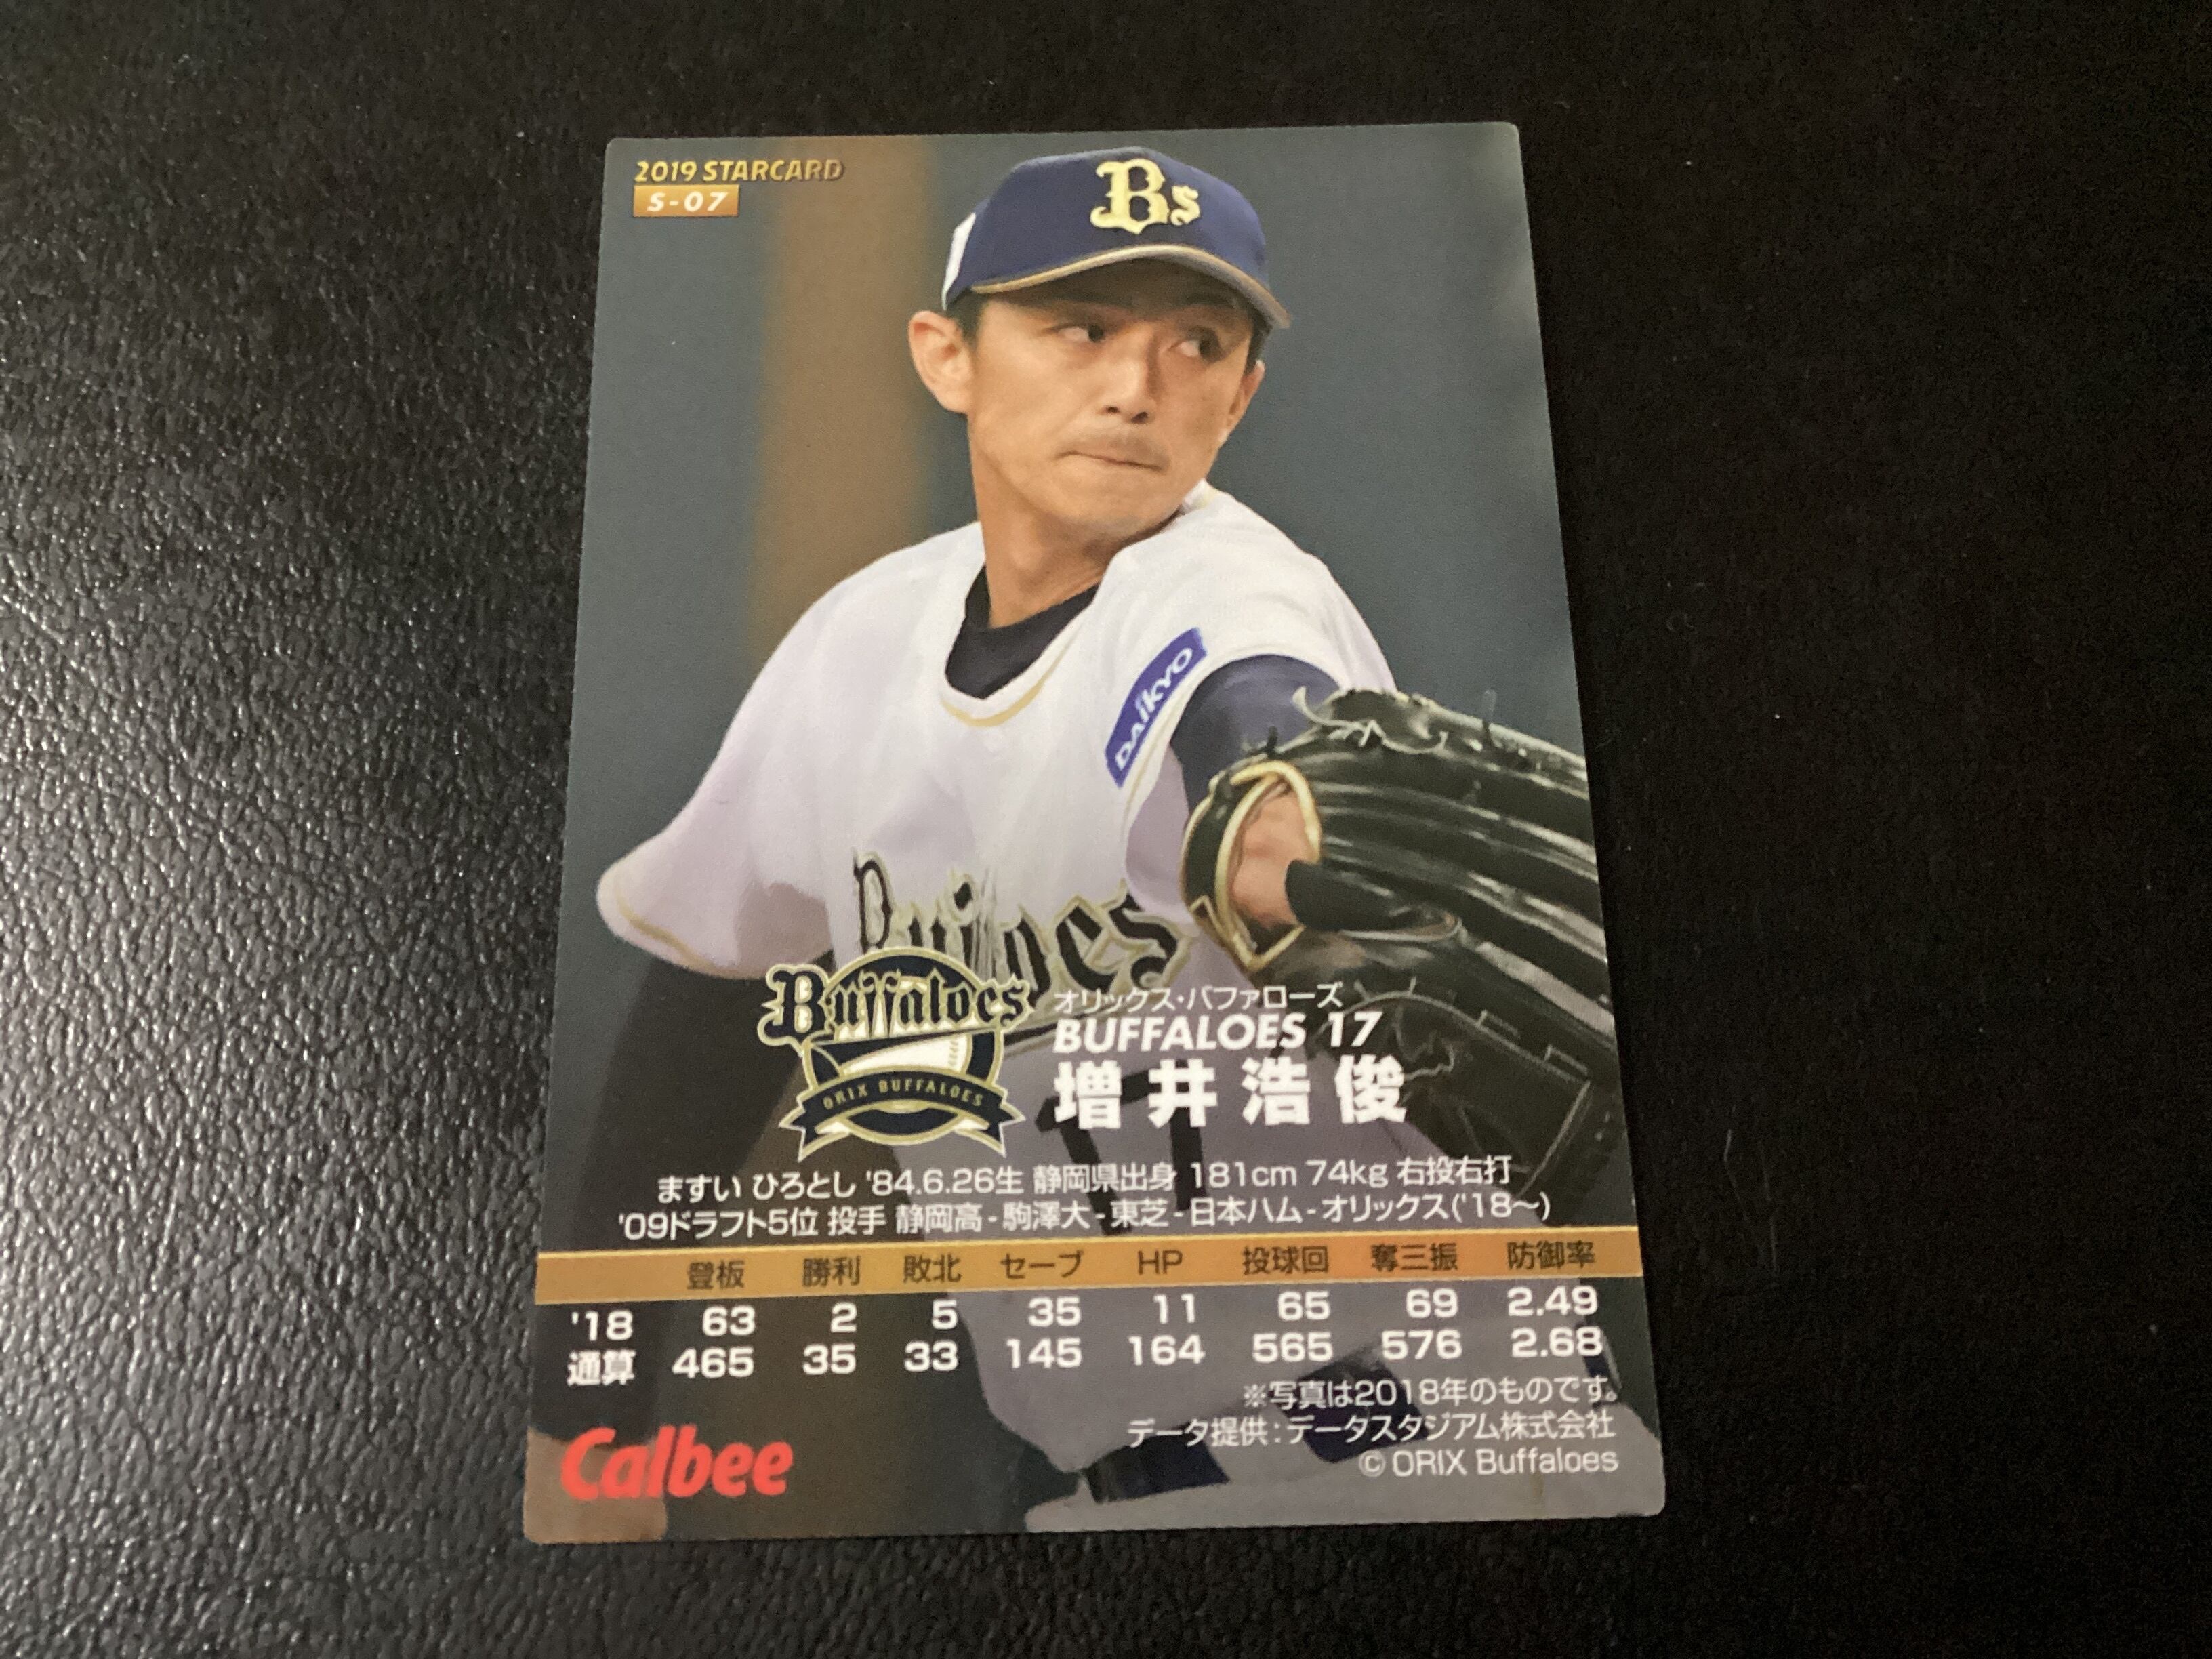 2019 STARCARD
S-07
Bs
DAiKYO
Buffaloes
17
Buffaloes
ORIX BUFFALOES
オリックス・バファローズ
BUFFALOES 17
増井浩俊
ますい ひろとし '84.6.26生 静岡県出身 181cm 74kg 右投右打
'09ドラフト5位 投手 静岡高-駒澤大-東芝-日本ハム-オリックス('18〜)
登板 勝利 敗北 セーブ HP 投球回 奪三振 防御率
'18 63 2 5 35 11 65 69 2.49
通算 465 35 33 145 164 565 576 2.68
※写真は2018年のものです。
データ提供:データスタジアム株式会社
© ORIX Buffaloes
Calbee